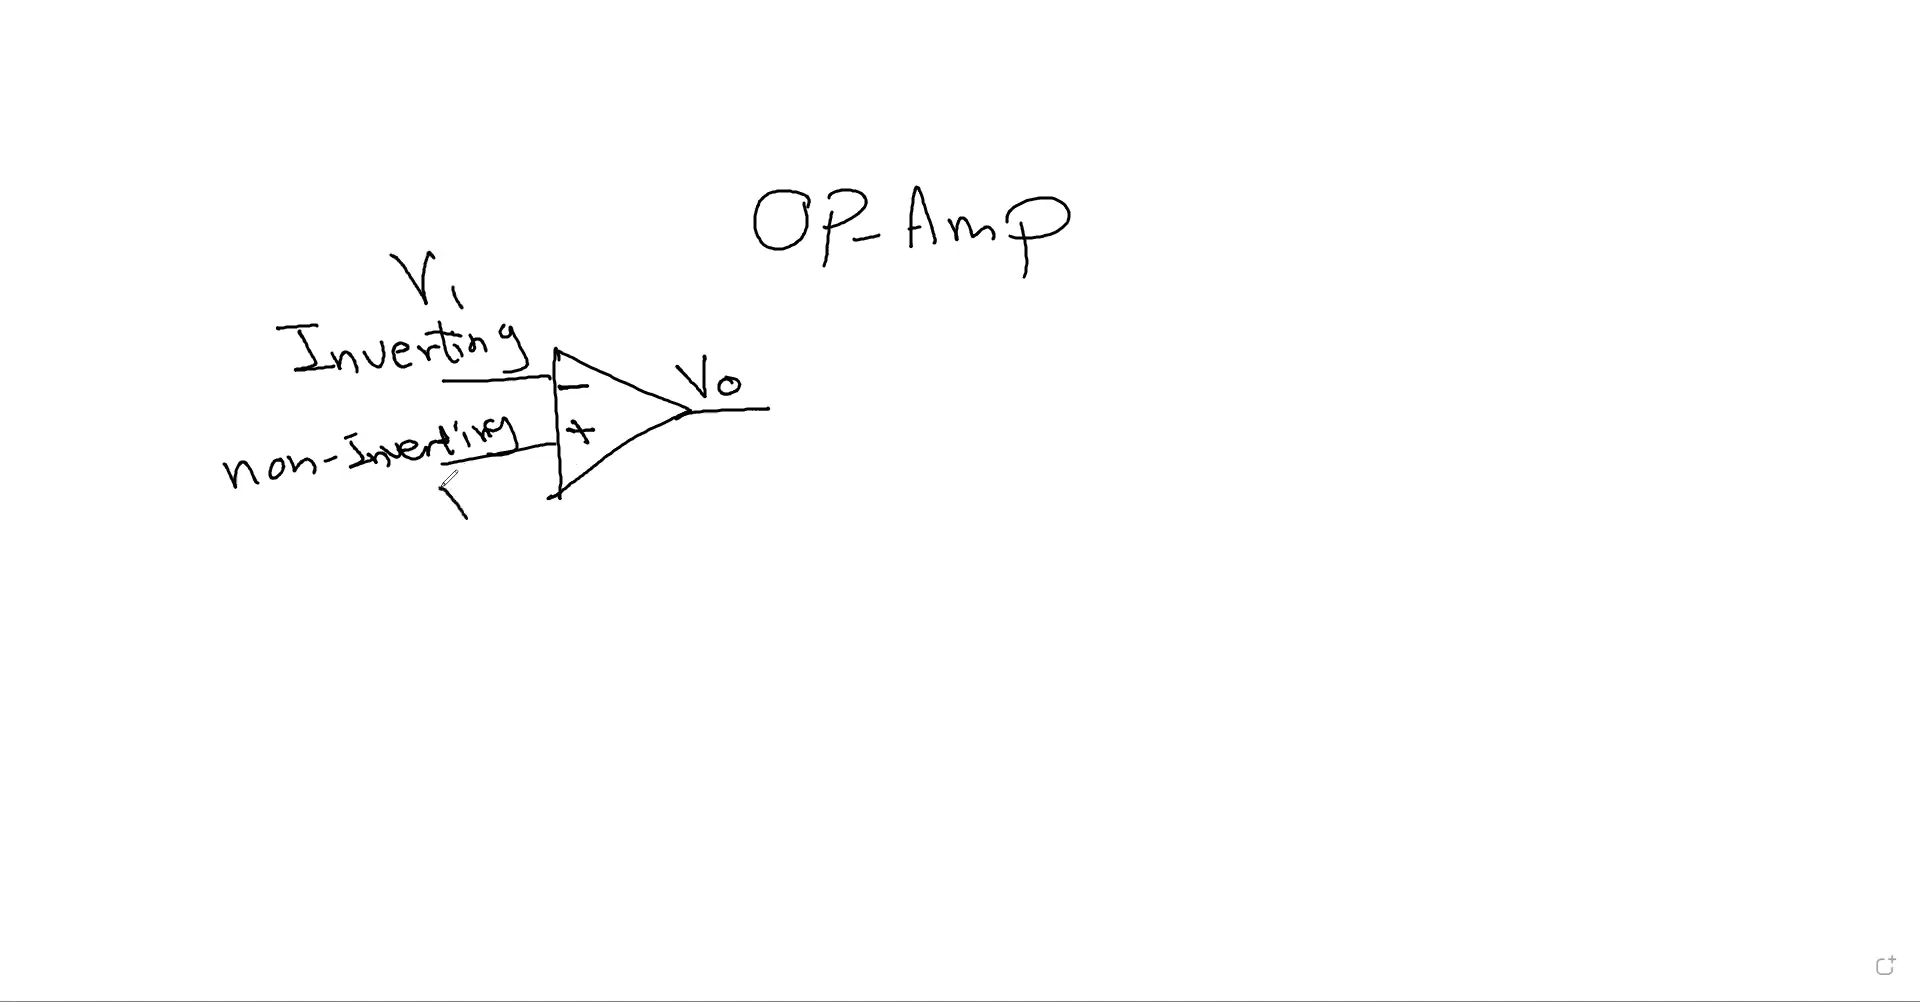 OP-Amp
V1
Inverting
-
Vo
+
non-Inverting